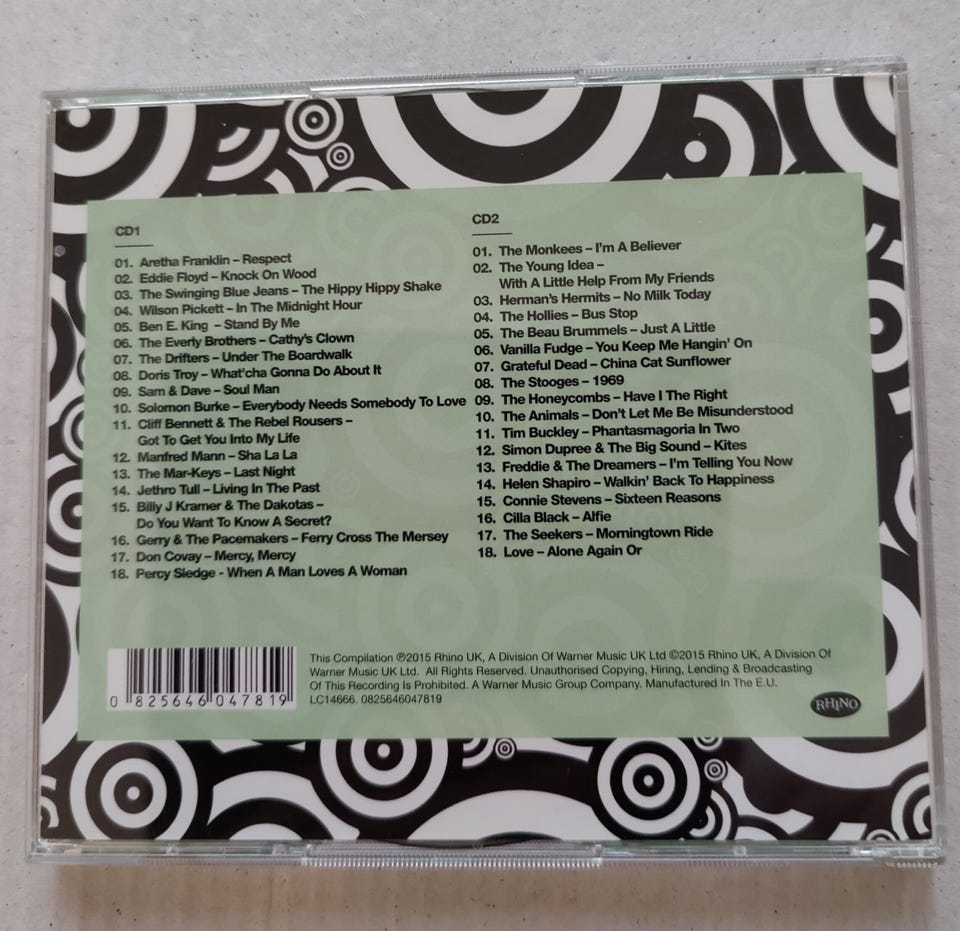 CD1
01. Aretha Franklin – Respect
02. Eddie Floyd – Knock On Wood
03. The Swinging Blue Jeans – The Hippy Hippy Shake
04. Wilson Pickett – In The Midnight Hour
05. Ben E. King – Stand By Me
06. The Everly Brothers – Cathy's Clown
07. The Drifters – Under The Boardwalk
08. Doris Troy – What'cha Gonna Do About It
09. Sam & Dave – Soul Man
10. Solomon Burke – Everybody Needs Somebody To Love
11. Cliff Bennett & The Rebel Rousers –
Got To Get You Into My Life
12. Manfred Mann – Sha La La
13. The Mar-Keys – Last Night
14. Jethro Tull – Living In The Past
15. Billy J Kramer & The Dakotas –
Do You Want To Know A Secret?
16. Gerry & The Pacemakers – Ferry Cross The Mersey
17. Don Covay – Mercy, Mercy
18. Percy Sledge - When A Man Loves A Woman
CD2
01. The Monkees – I'm A Believer
02. The Young Idea –
With A Little Help From My Friends
03. Herman's Hermits – No Milk Today
04. The Hollies – Bus Stop
05. The Beau Brummels – Just A Little
06. Vanilla Fudge – You Keep Me Hangin' On
07. Grateful Dead – China Cat Sunflower
08. The Stooges – 1969
09. The Honeycombs – Have I The Right
10. The Animals – Don't Let Me Be Misunderstood
11. Tim Buckley – Phantasmagoria In Two
12. Simon Dupree & The Big Sound – Kites
13. Freddie & The Dreamers – I'm Telling You Now
14. Helen Shapiro – Walkin' Back To Happiness
15. Connie Stevens – Sixteen Reasons
16. Cilla Black – Alfie
17. The Seekers – Morningtown Ride
18. Love – Alone Again Or
0 825646 047819
This Compilation ℗2015 Rhino UK, A Division Of Warner Music UK Ltd ©2015 Rhino UK, A Division Of
Warner Music UK Ltd. All Rights Reserved. Unauthorised Copying, Hiring, Lending & Broadcasting
Of This Recording Is Prohibited. A Warner Music Group Company. Manufactured In The E.U.
LC14666. 0825646047819
RHINO